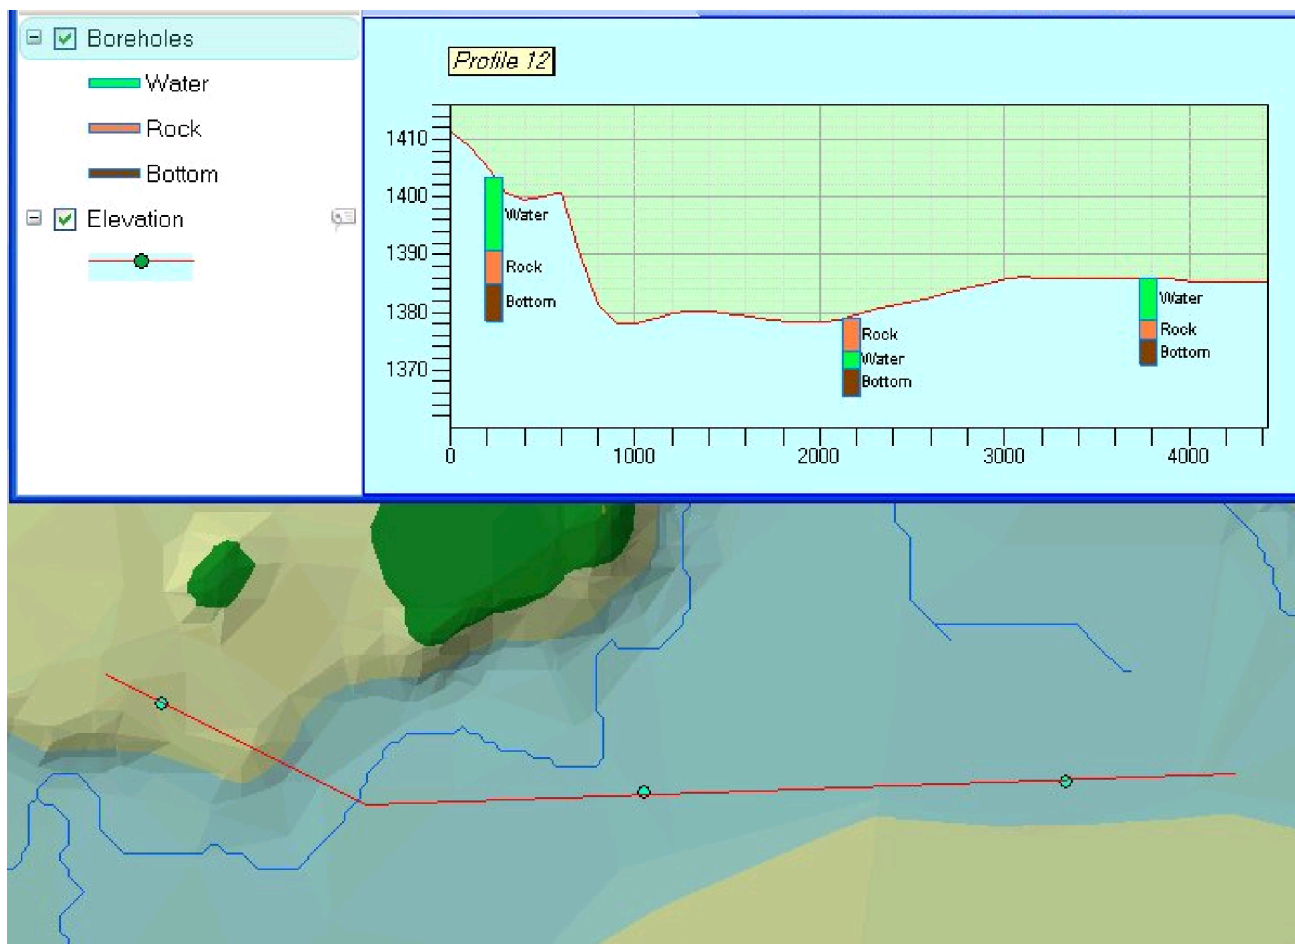 Boreholes
Water
Rock
Bottom
Elevation
Profile 12
1410
1400
1390
1380
1370
Water
Rock
Bottom
Rock
Water
Bottom
Water
Rock
Bottom
0 1000 2000 3000 4000